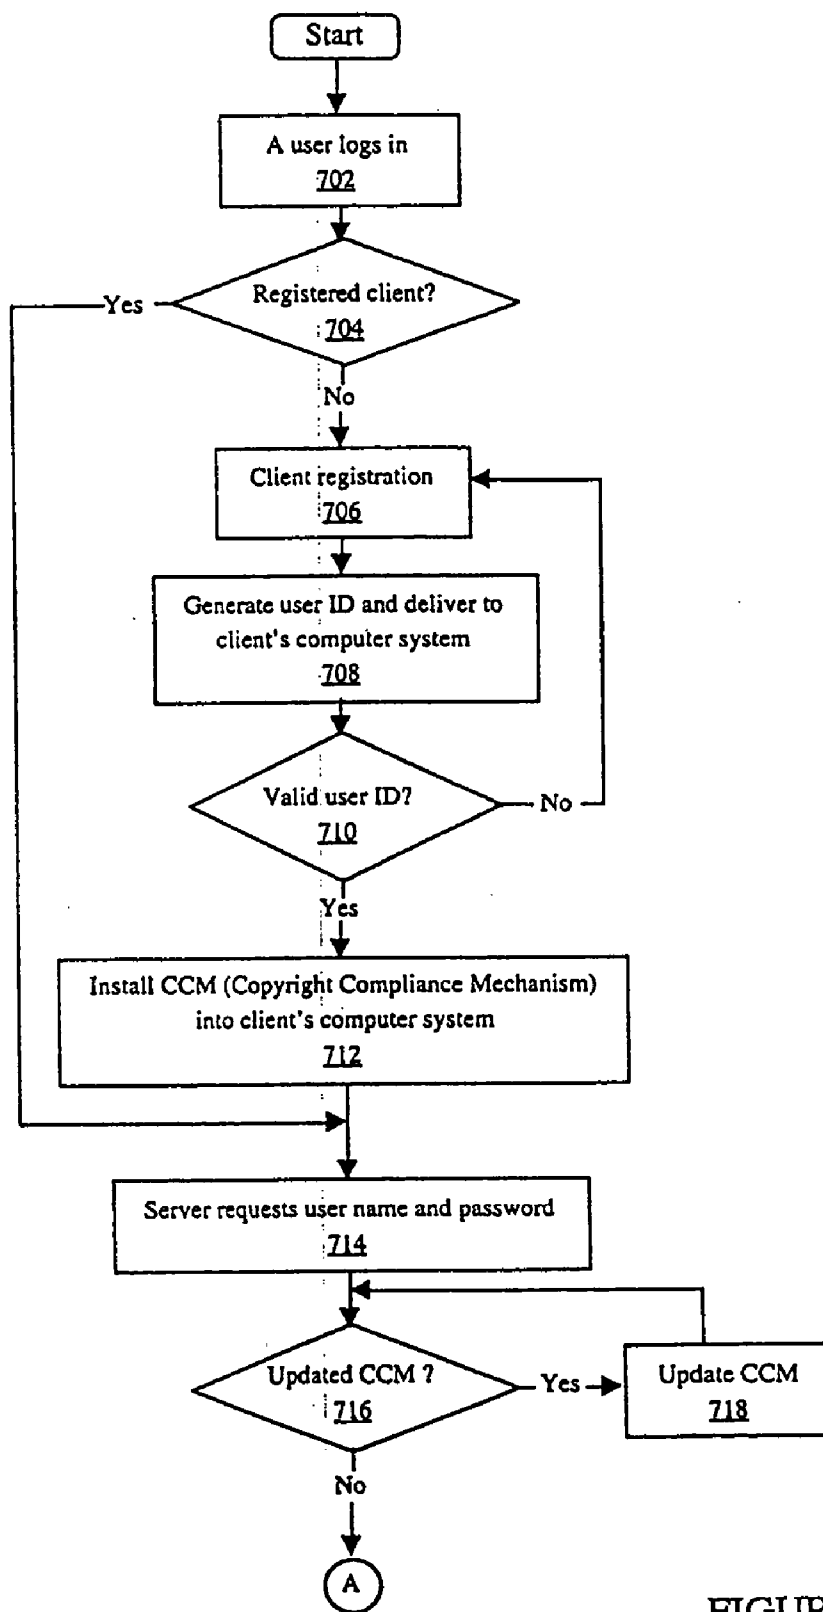 Start
A user logs in
702
Registered client?
704
Yes
No
Client registration
706
Generate user ID and deliver to
client's computer system
708
Valid user ID?
710
No
Yes
Install CCM (Copyright Compliance Mechanism)
into client's computer system
712
Server requests user name and password
714
Updated CCM ?
716
Yes
Update CCM
718
No
A